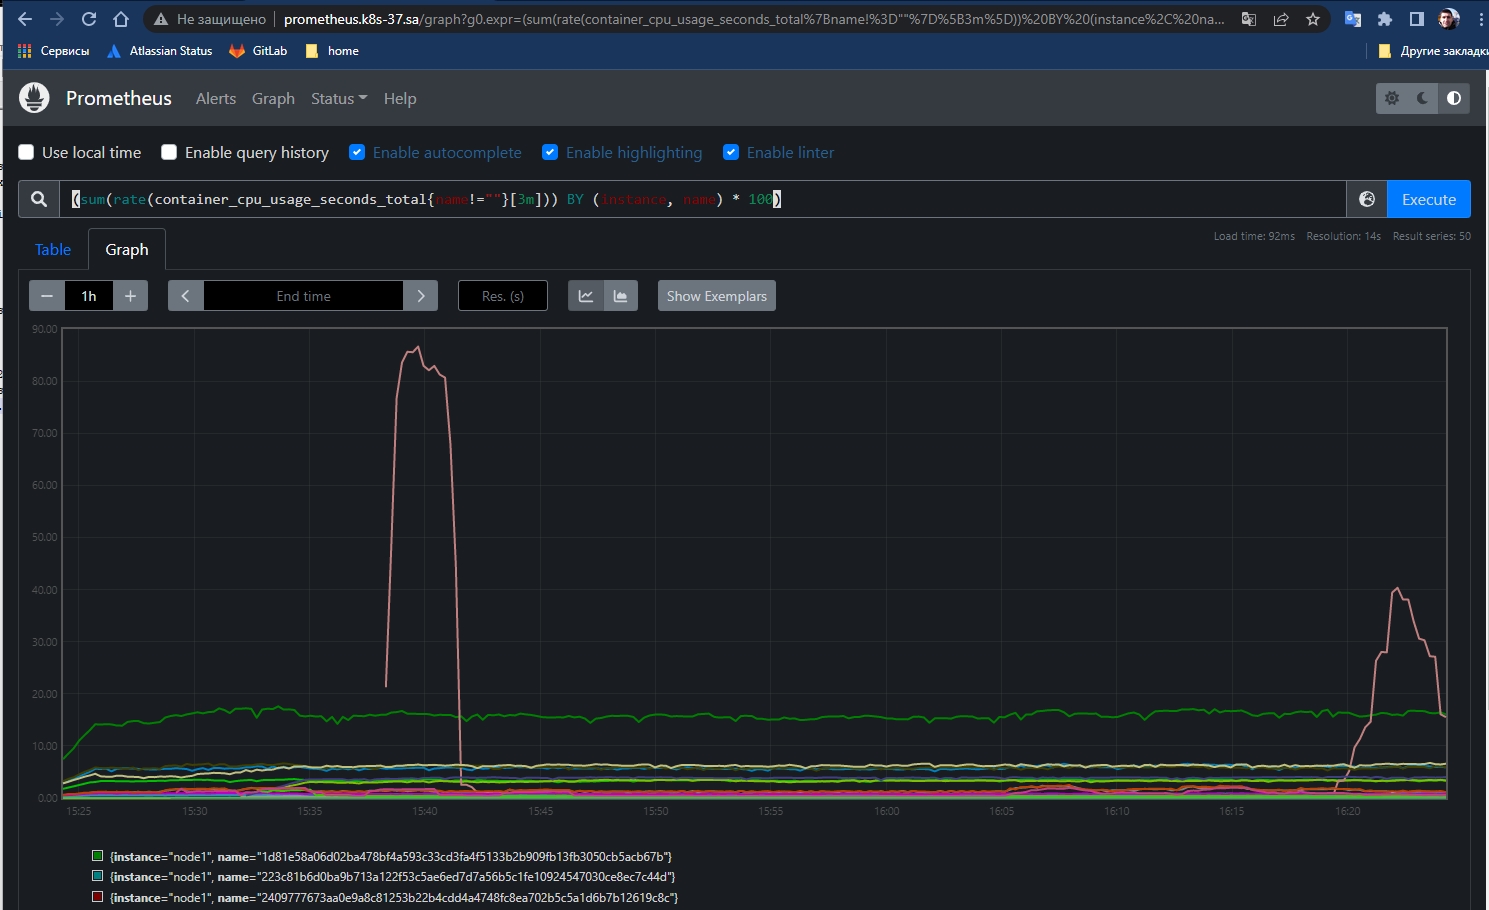 Не защищено prometheus.k8s-37.sa/graph?g0.expr=(sum(rate(container_cpu_usage_seconds_total%7Bname!%3D""%7D%5B3m%5D))%20BY%20(instance%2C%20na...
Сервисы Atlassian Status GitLab home Другие закладки
Prometheus Alerts Graph Status Help
Use local time Enable query history Enable autocomplete Enable highlighting Enable linter
(sum(rate(container_cpu_usage_seconds_total{name!=""}[3m])) BY (instance, name) * 100) Execute
Load time: 92ms Resolution: 14s Result series: 50
Table Graph
1h End time Res. (s) Show Exemplars
90.00
80.00
70.00
60.00
50.00
40.00
30.00
20.00
10.00
0.00
15:25 15:30 15:35 15:40 15:45 15:50 15:55 16:00 16:05 16:10 16:15 16:20
{instance="node1", name="1d81e58a06d02ba478bf4a593c33cd3fa4f5133b2b909fb13fb3050cb5acb67b"}
{instance="node1", name="223c81b6d0ba9b713a122f53c5ae6ed7d7a56b5c1fe10924547030ce8ec7c44d"}
{instance="node1", name="2409777673aa0e9a8c81253b22b4cdd4a4748fc8ea702b5c5a1d6b7b12619c8c"}